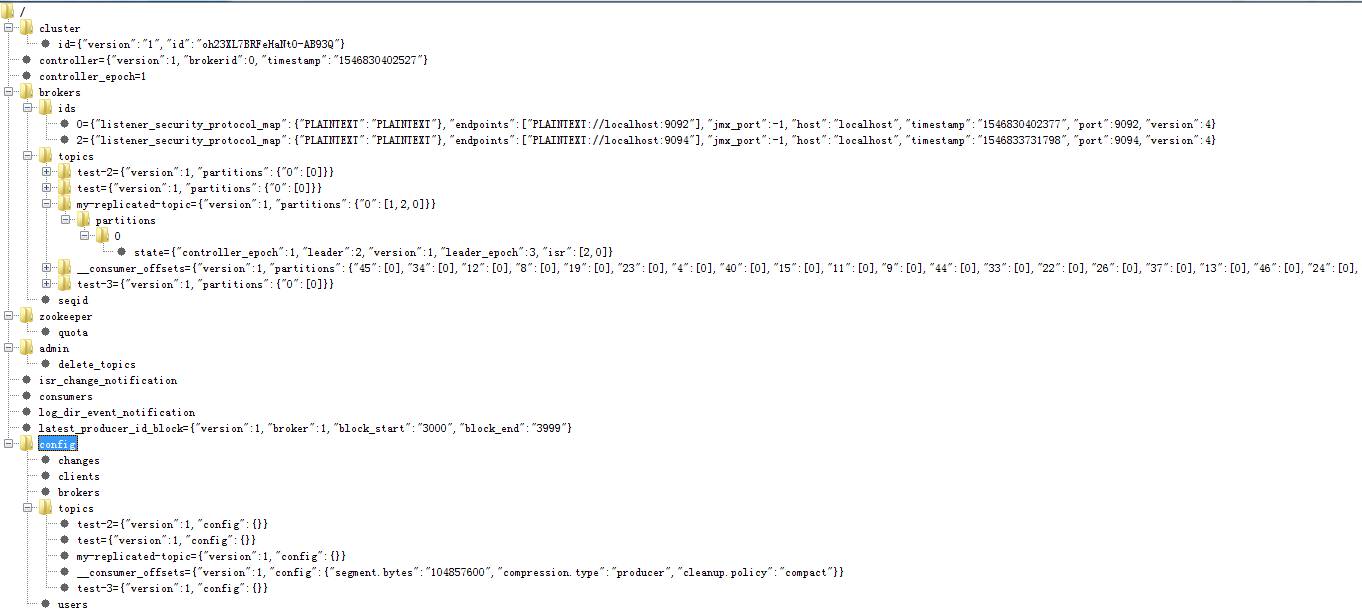 /
cluster
id={"version":"1","id":"oh23XL7BRFeHaNt0-AB93Q"}
controller={"version":1,"brokerid":0,"timestamp":"1546830402527"}
controller_epoch=1
brokers
ids
0={"listener_security_protocol_map":{"PLAINTEXT":"PLAINTEXT"},"endpoints":["PLAINTEXT://localhost:9092"],"jmx_port":-1,"host":"localhost","timestamp":"1546830402377","port":9092,"version":4}
2={"listener_security_protocol_map":{"PLAINTEXT":"PLAINTEXT"},"endpoints":["PLAINTEXT://localhost:9094"],"jmx_port":-1,"host":"localhost","timestamp":"1546833731798","port":9094,"version":4}
topics
test-2={"version":1,"partitions":{"0":[0]}}
test={"version":1,"partitions":{"0":[0]}}
my-replicated-topic={"version":1,"partitions":{"0":[1,2,0]}}
partitions
0
state={"controller_epoch":1,"leader":2,"version":1,"leader_epoch":3,"isr":[2,0]}
__consumer_offsets={"version":1,"partitions":{"45":[0],"34":[0],"12":[0],"8":[0],"19":[0],"23":[0],"4":[0],"40":[0],"15":[0],"11":[0],"9":[0],"44":[0],"33":[0],"22":[0],"26":[0],"37":[0],"13":[0],"46":[0],"24":[0],
test-3={"version":1,"partitions":{"0":[0]}}
seqid
zookeeper
quota
admin
delete_topics
isr_change_notification
consumers
log_dir_event_notification
latest_producer_id_block={"version":1,"broker":1,"block_start":"3000","block_end":"3999"}
config
changes
clients
brokers
topics
test-2={"version":1,"config":{}}
test={"version":1,"config":{}}
my-replicated-topic={"version":1,"config":{}}
__consumer_offsets={"version":1,"config":{"segment.bytes":"104857600","compression.type":"producer","cleanup.policy":"compact"}}
test-3={"version":1,"config":{}}
users